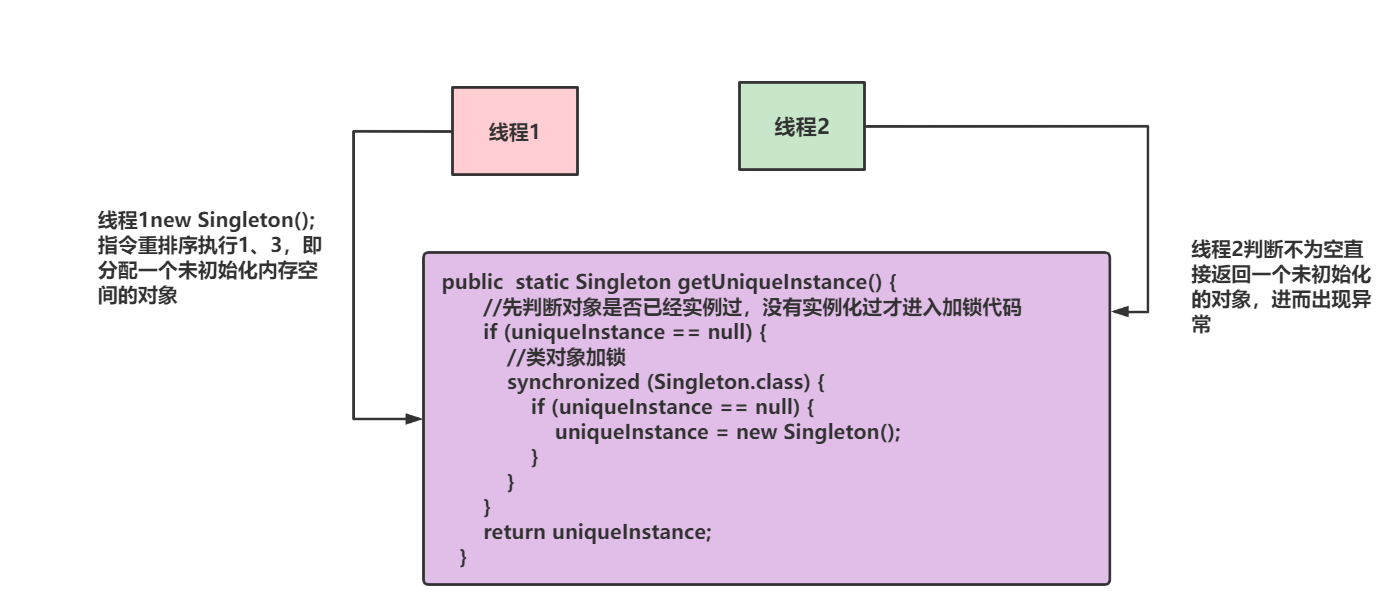 线程1
线程2
线程1new Singleton();
指令重排序执行1、3，即
分配一个未初始化内存空
间的对象
public  static Singleton getUniqueInstance() {
//先判断对象是否已经实例过，没有实例化过才进入加锁代码
if (uniqueInstance == null) {
//类对象加锁
synchronized (Singleton.class) {
if (uniqueInstance == null) {
uniqueInstance = new Singleton();
}
}
}
return uniqueInstance;
}
线程2判断不为空直
接返回一个未初始化
的对象，进而出现异
常